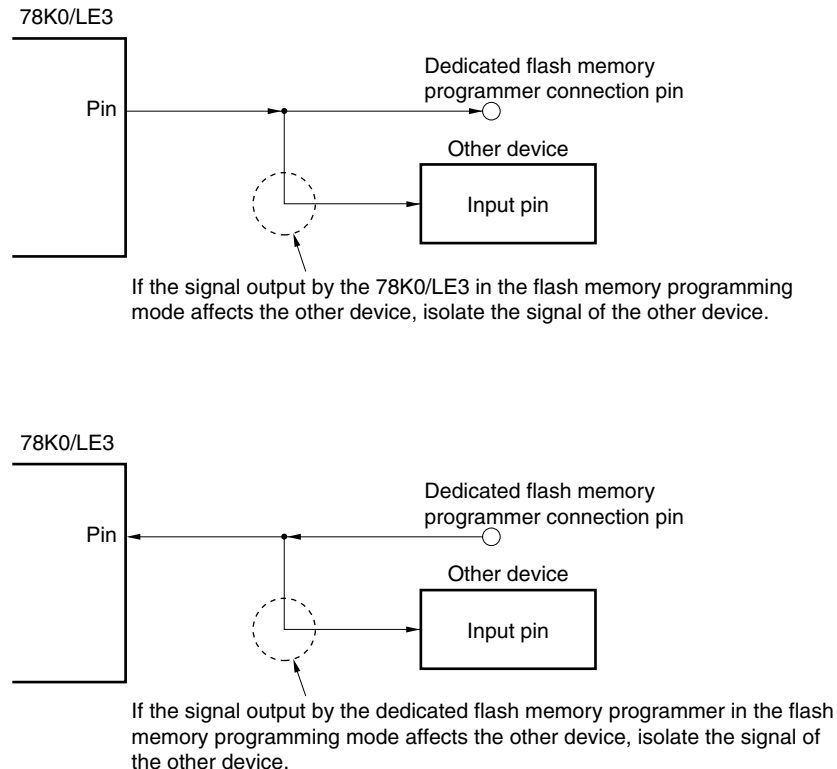 78K0/LE3
Dedicated flash memory
programmer connection pin
Pin
Other device
Input pin
If the signal output by the 78K0/LE3 in the flash memory programming
mode affects the other device, isolate the signal of the other device.
78K0/LE3
Dedicated flash memory
programmer connection pin
Pin
Other device
Input pin
If the signal output by the dedicated flash memory programmer in the flash
memory programming mode affects the other device, isolate the signal of
the other device.